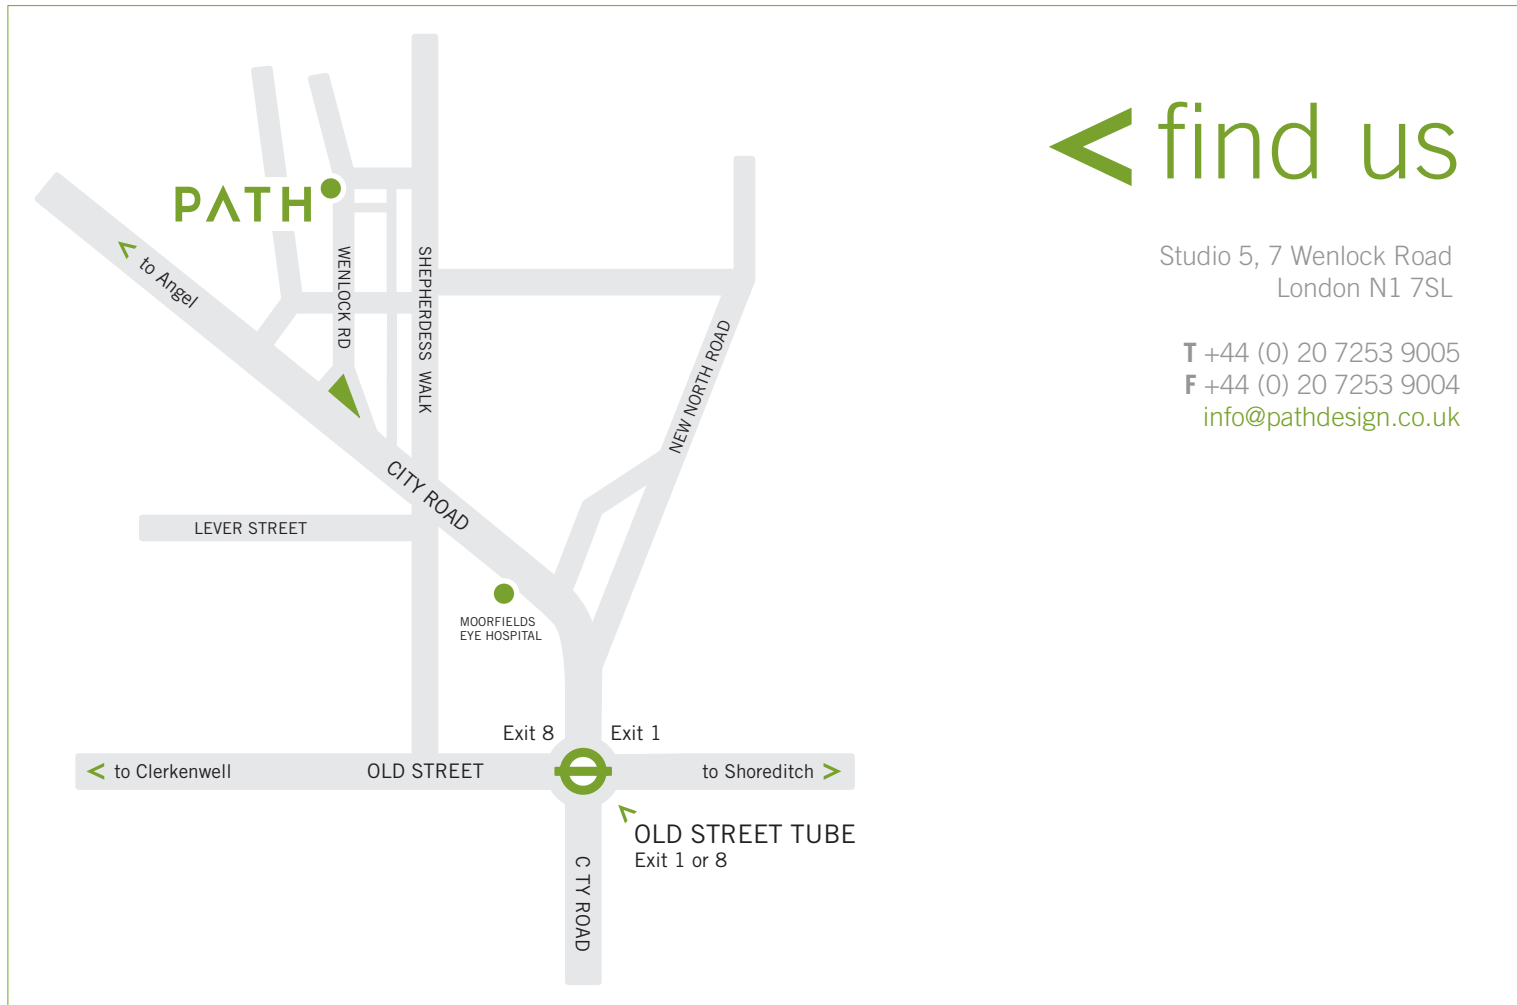 < find us
Studio 5, 7 Wenlock Road
London N1 7SL
T +44 (0) 20 7253 9005
F +44 (0) 20 7253 9004
info@pathdesign.co.uk
PATH
< to Angel
WENLOCK RD
SHEPHERDESS WALK
NEW NORTH ROAD
CITY ROAD
LEVER STREET
MOORFIELDS
EYE HOSPITAL
Exit 8
Exit 1
< to Clerkenwell
OLD STREET
to Shoreditch >
< OLD STREET TUBE
Exit 1 or 8
C TY ROAD